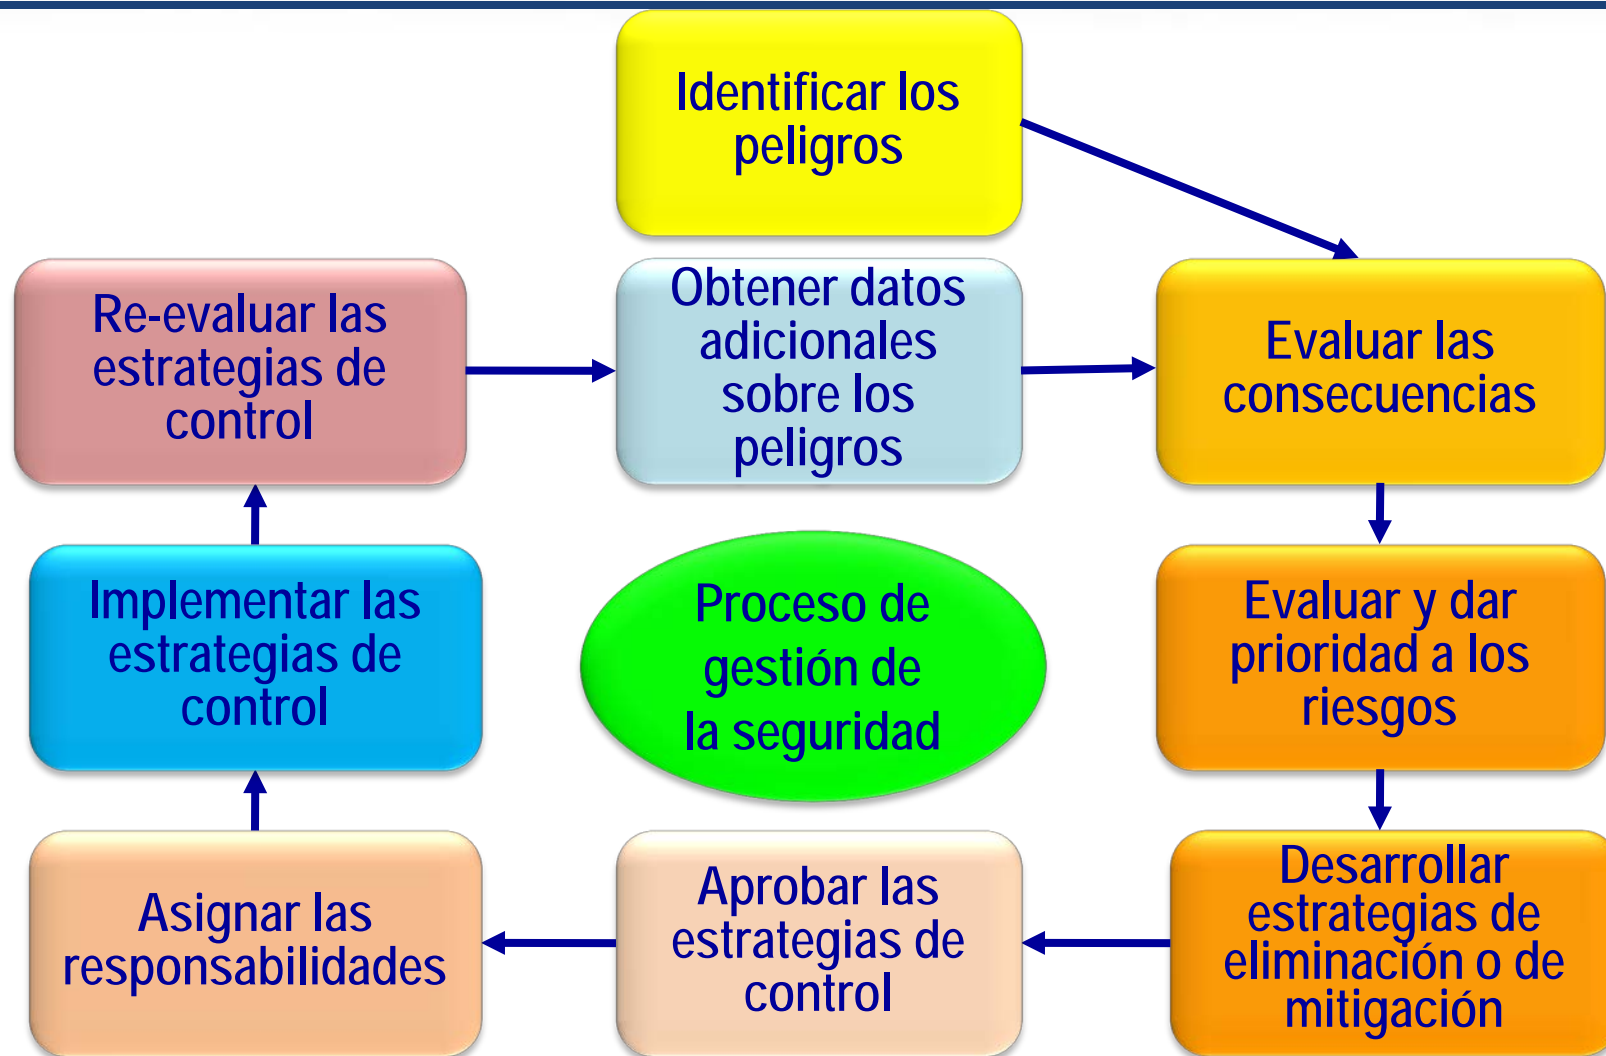 Identificar los
peligros
Re-evaluar las
estrategias de
control
Obtener datos
adicionales
sobre los
peligros
Evaluar las
consecuencias
Implementar las
estrategias de
control
Proceso de
gestión de
la seguridad
Evaluar y dar
prioridad a los
riesgos
Asignar las
responsabilidades
Aprobar las
estrategias de
control
Desarrollar
estrategias de
eliminación o de
mitigación